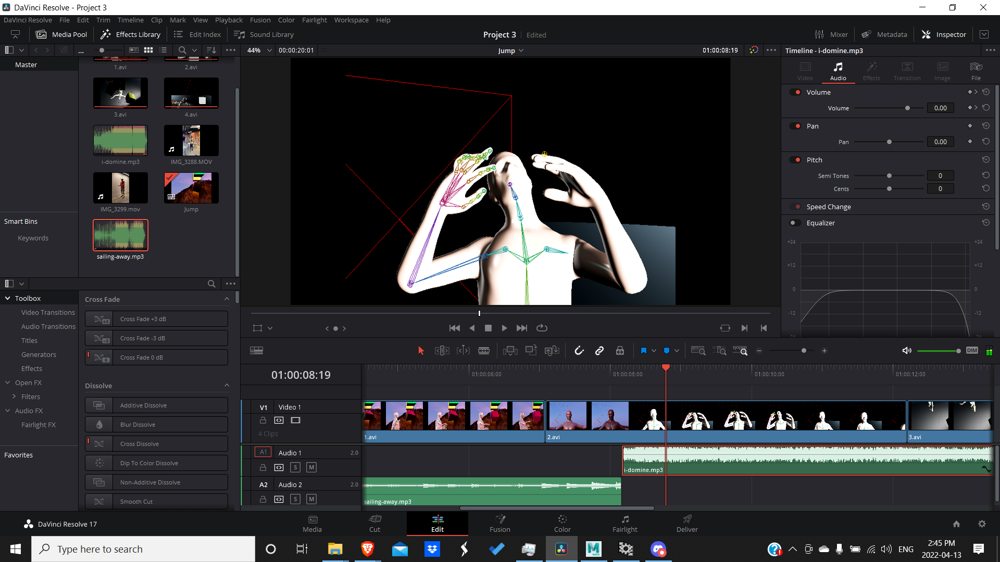 DaVinci Resolve - Project 3
DaVinci Resolve File Edit Trim Timeline Clip Mark View Playback Fusion Color Fairlight Workspace Help
Media Pool Effects Library Edit Index Sound Library Project 3 Edited Mixer Metadata Inspector
... 44% 00:00:20:01 Jump 01:00:08:19 Timeline - i-domine.mp3
Master
1.avi 2.avi
3.avi 4.avi
i-domine.mp3 IMG_3288.MOV
IMG_3299.mov Jump
sailing-away.mp3
Smart Bins
Keywords
Video Audio Effects Transition Image File
Volume
Volume 0.00
Pan
Pan 0.00
Pitch
Semi Tones 0
Cents 0
Speed Change
Equalizer
+24 +24
+12 +12
0 0
-12 -12
Toolbox
Video Transitions
Audio Transitions
Titles
Generators
Effects
Open FX
Filters
Audio FX
Fairlight FX
Favorites
Cross Fade
+3 Cross Fade +3 dB
-3 Cross Fade -3 dB
0 Cross Fade 0 dB
Dissolve
Additive Dissolve
Blur Dissolve
Cross Dissolve
Dip To Color Dissolve
Non-Additive Dissolve
Smooth Cut
DIM
01:00:08:19 01:00:06:00 01:00:08:00 01:00:10:00 01:00:12:00
V1 Video 1
4 Clips
1.avi 2.avi 3.avi
A1 Audio 1 2.0
S M
i-domine.mp3
A2 Audio 2 2.0
S M
sailing-away.mp3
DaVinci Resolve 17
Media Cut Edit Fusion Color Fairlight Deliver
Type here to search
MAYA
ENG
2:45 PM
2022-04-13